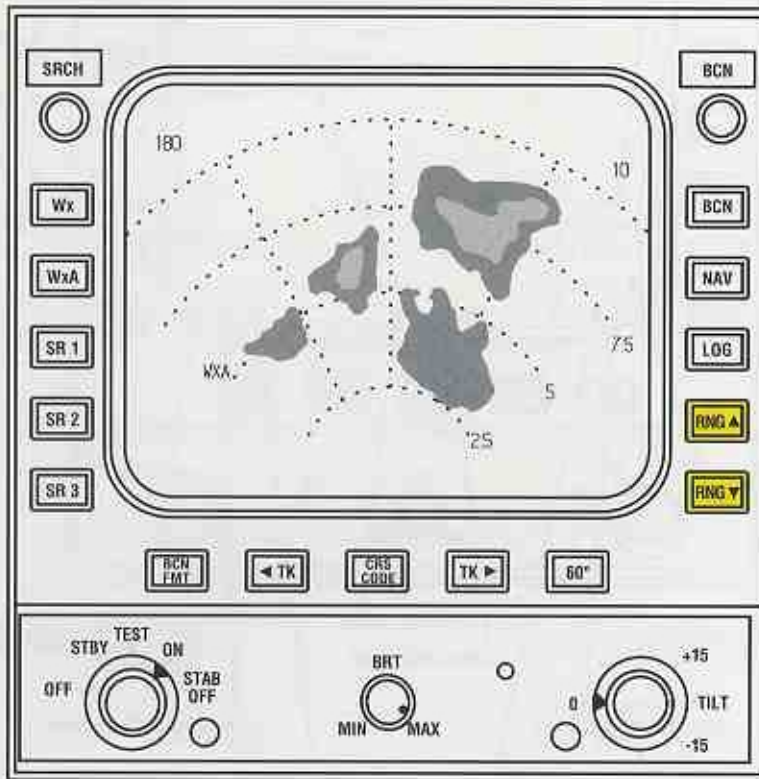 SRCH
BCN
180
10
Wx
BCN
WxA
NAV
SR 1
75
LOG
WXA
5
SR 2
RNG ▲
25
SR 3
RNG ▼
BCN
FMT
◄ TK
CRS
CODE
TK ►
60°
TEST
STBY
ON
OFF
STAB
OFF
BRT
MIN
MAX
+15
0
TILT
-15